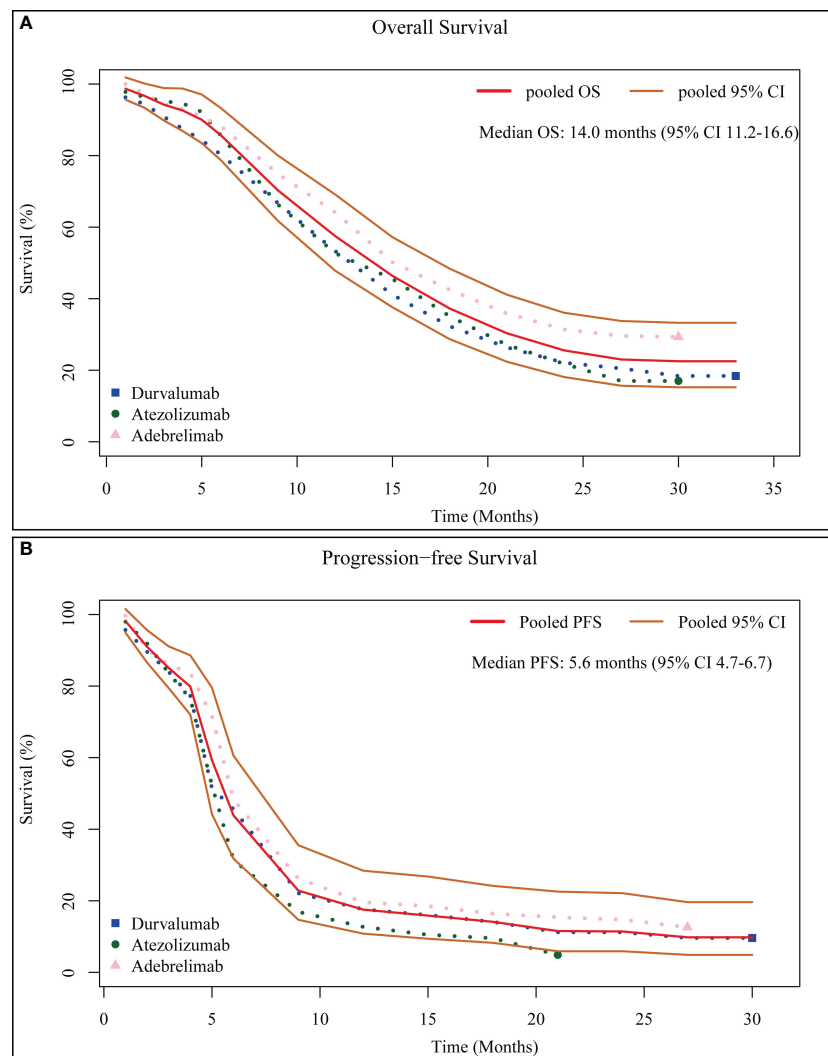 A
Overall Survival
pooled OS pooled 95% CI
Median OS: 14.0 months (95% CI 11.2-16.6)
100
80
60
40
20
0
Survival (%)
Durvalumab
Atezolizumab
Adebrelimab
0 5 10 15 20 25 30 35
Time (Months)
B
Progression−free Survival
Pooled PFS Pooled 95% CI
Median PFS: 5.6 months (95% CI 4.7-6.7)
100
80
60
40
20
0
Survival (%)
Durvalumab
Atezolizumab
Adebrelimab
0 5 10 15 20 25 30
Time (Months)